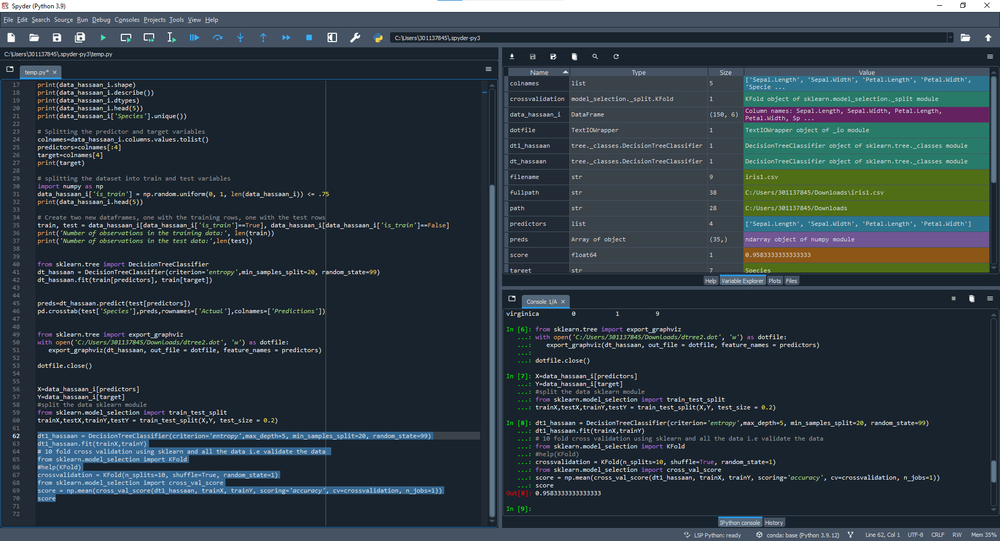 Spyder (Python 3.9)
File Edit Search Source Run Debug Consoles Projects Tools View Help
C:\Users\301137845\.spyder-py3
C:\Users\301137845\.spyder-py3\temp.py
temp.py*
17 print(data_hassaan_i.shape)
18 print(data_hassaan_i.describe())
19 print(data_hassaan_i.dtypes)
20 print(data_hassaan_i.head(5))
21 print(data_hassaan_i['Species'].unique())
22
23 # Splitting the predictor and target variables
24 colnames=data_hassaan_i.columns.values.tolist()
25 predictors=colnames[:4]
26 target=colnames[4]
27 print(target)
28
29 # splitting the dataset into train and test variables
30 import numpy as np
31 data_hassaan_i['is_train'] = np.random.uniform(0, 1, len(data_hassaan_i)) <= .75
32 print(data_hassaan_i.head(5))
33
34 # Create two new dataframes, one with the training rows, one with the test rows
35 train, test = data_hassaan_i[data_hassaan_i['is_train']==True], data_hassaan_i[data_hassaan_i['is_train']==False]
36 print('Number of observations in the training data:', len(train))
37 print('Number of observations in the test data:',len(test))
38
39
40 from sklearn.tree import DecisionTreeClassifier
41 dt_hassaan = DecisionTreeClassifier(criterion='entropy',min_samples_split=20, random_state=99)
42 dt_hassaan.fit(train[predictors], train[target])
43
44
45 preds=dt_hassaan.predict(test[predictors])
46 pd.crosstab(test['Species'],preds,rownames=['Actual'],colnames=['Predictions'])
47
48
49 from sklearn.tree import export_graphviz
50 with open('C:/Users/301137845/Downloads/dtree2.dot', 'w') as dotfile:
51 export_graphviz(dt_hassaan, out_file = dotfile, feature_names = predictors)
52
53 dotfile.close()
54
55
56 X=data_hassaan_i[predictors]
57 Y=data_hassaan_i[target]
58 #split the data sklearn module
59 from sklearn.model_selection import train_test_split
60 trainX,testX,trainY,testY = train_test_split(X,Y, test_size = 0.2)
61
62 dt1_hassaan = DecisionTreeClassifier(criterion='entropy',max_depth=5, min_samples_split=20, random_state=99)
63 dt1_hassaan.fit(trainX,trainY)
64 # 10 fold cross validation using sklearn and all the data i.e validate the data
65 from sklearn.model_selection import KFold
66 #help(KFold)
67 crossvalidation = KFold(n_splits=10, shuffle=True, random_state=1)
68 from sklearn.model_selection import cross_val_score
69 score = np.mean(cross_val_score(dt1_hassaan, trainX, trainY, scoring='accuracy', cv=crossvalidation, n_jobs=1))
70 score
71
72
Name Type Size Value
colnames list 5 ['Sepal.Length', 'Sepal.Width', 'Petal.Length', 'Petal.Width',
'Specie ...
crossvalidation model_selection._split.KFold 1 KFold object of sklearn.model_selection._split module
data_hassaan_i DataFrame (150, 6) Column names: Sepal.Length, Sepal.Width, Petal.Length,
Petal.Width, Sp ...
dotfile TextIOWrapper 1 TextIOWrapper object of _io module
dt1_hassaan tree._classes.DecisionTreeClassifier 1 DecisionTreeClassifier object of sklearn.tree._classes module
dt_hassaan tree._classes.DecisionTreeClassifier 1 DecisionTreeClassifier object of sklearn.tree._classes module
filename str 9 iris1.csv
fullpath str 38 C:/Users/301137845/Downloads\iris1.csv
path str 28 C:/Users/301137845/Downloads
predictors list 4 ['Sepal.Length', 'Sepal.Width', 'Petal.Length', 'Petal.Width']
preds Array of object (35,) ndarray object of numpy module
score float64 1 0.9583333333333333
target str 7 Species
Help Variable Explorer Plots Files
Console 1/A
virginica 0 1 9
In [6]: from sklearn.tree import export_graphviz
...: with open('C:/Users/301137845/Downloads/dtree2.dot', 'w') as dotfile:
...: export_graphviz(dt_hassaan, out_file = dotfile, feature_names = predictors)
...:
...: dotfile.close()
In [7]: X=data_hassaan_i[predictors]
...: Y=data_hassaan_i[target]
...: #split the data sklearn module
...: from sklearn.model_selection import train_test_split
...: trainX,testX,trainY,testY = train_test_split(X,Y, test_size = 0.2)
In [8]: dt1_hassaan = DecisionTreeClassifier(criterion='entropy',max_depth=5, min_samples_split=20, random_state=99)
...: dt1_hassaan.fit(trainX,trainY)
...: # 10 fold cross validation using sklearn and all the data i.e validate the data
...: from sklearn.model_selection import KFold
...: #help(KFold)
...: crossvalidation = KFold(n_splits=10, shuffle=True, random_state=1)
...: from sklearn.model_selection import cross_val_score
...: score = np.mean(cross_val_score(dt1_hassaan, trainX, trainY, scoring='accuracy', cv=crossvalidation, n_jobs=1))
...: score
Out[8]: 0.9583333333333333
In [9]:
IPython console History
LSP Python: ready conda: base (Python 3.9.12) Line 62, Col 1 UTF-8 CRLF RW Mem 35%